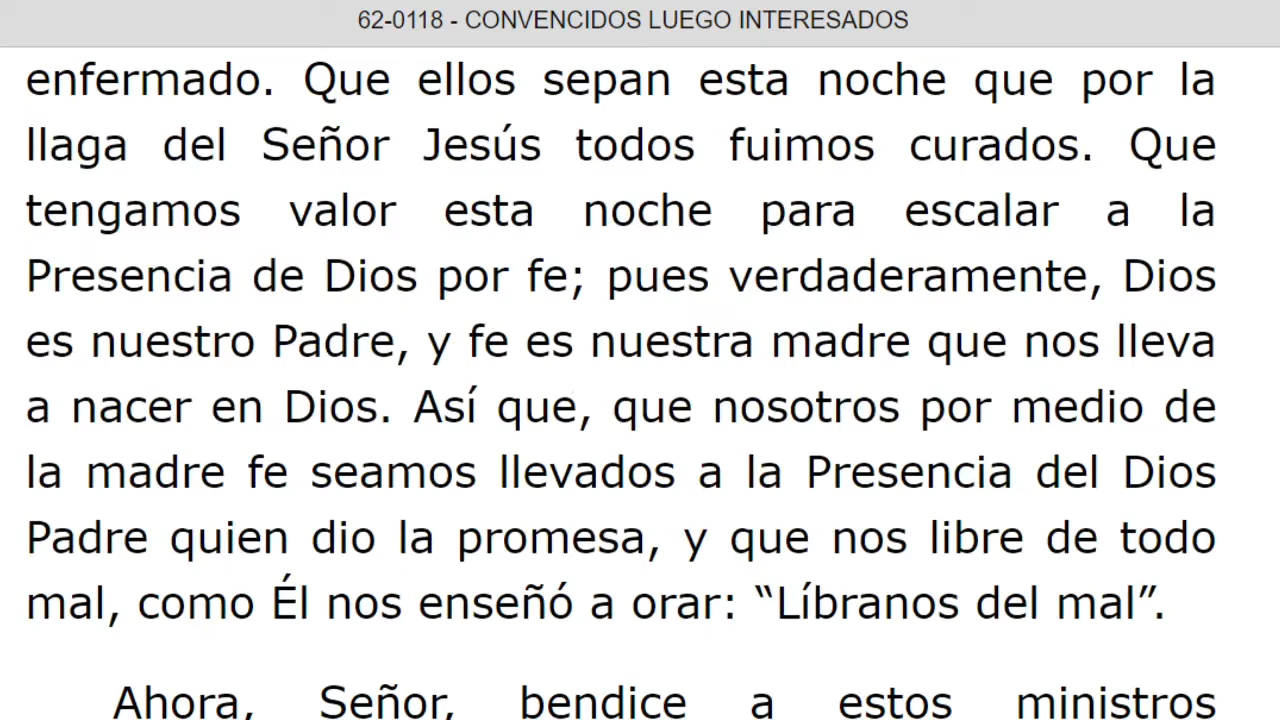 62-0118 - CONVENCIDOS LUEGO INTERESADOS
enfermado. Que ellos sepan esta noche que por la
llaga del Señor Jesús todos fuimos curados. Que
tengamos valor esta noche para escalar a la
Presencia de Dios por fe; pues verdaderamente, Dios
es nuestro Padre, y fe es nuestra madre que nos lleva
a nacer en Dios. Así que, que nosotros por medio de
la madre fe seamos llevados a la Presencia del Dios
Padre quien dio la promesa, y que nos libre de todo
mal, como Él nos enseñó a orar: “Líbranos del mal”.
Ahora, Señor, bendice a estos ministros